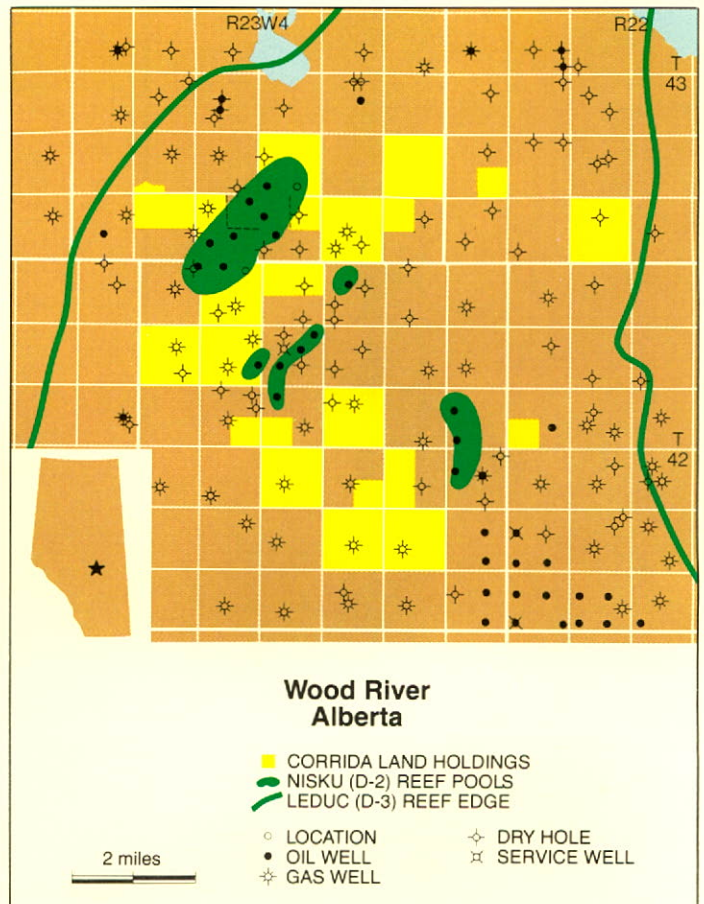 R23W4
R22
T
43
T
42
Wood River
Alberta
CORRIDA LAND HOLDINGS
NISKU (D-2) REEF POOLS
LEDUC (D-3) REEF EDGE
LOCATION
DRY HOLE
OIL WELL
SERVICE WELL
GAS WELL
2 miles